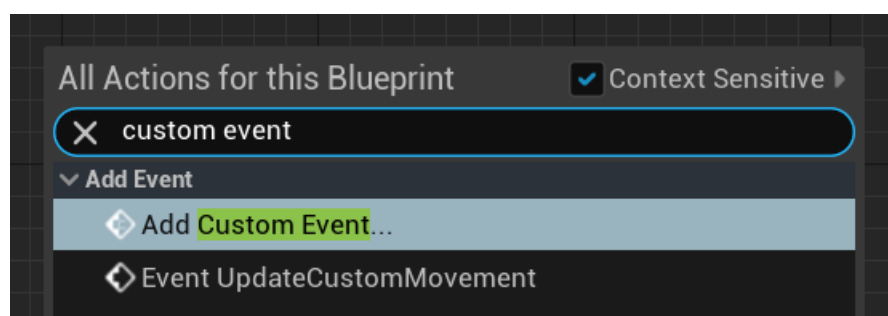 All Actions for this Blueprint Context Sensitive
custom event
Add Event
Add Custom Event...
Event UpdateCustomMovement